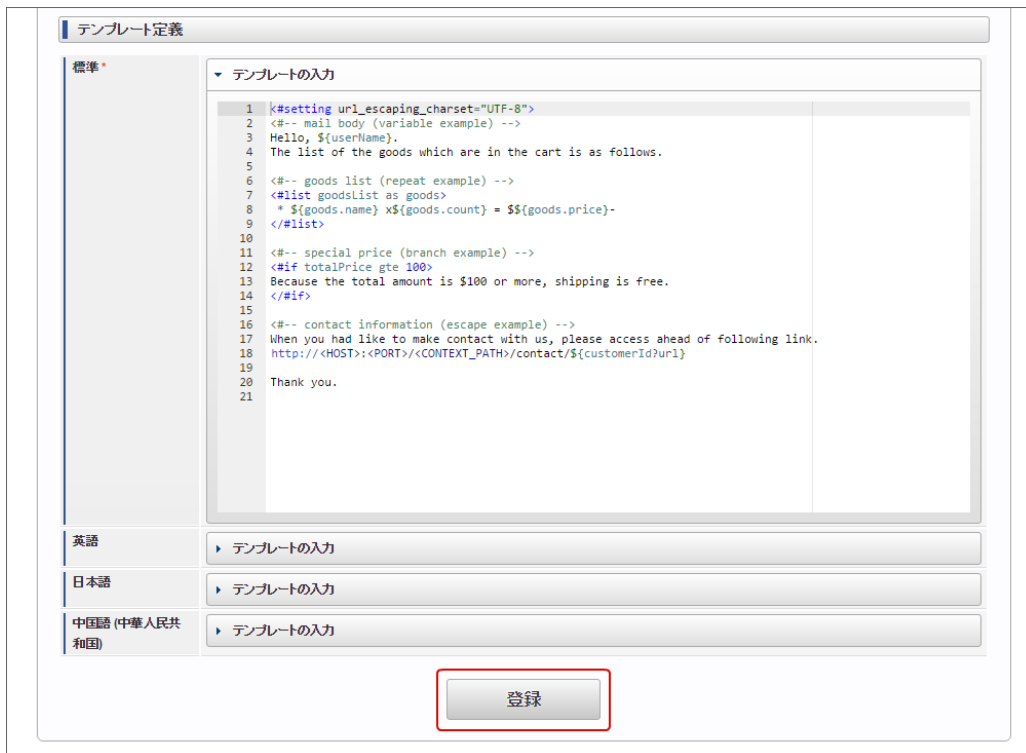 テンプレート定義
標準*
テンプレートの入力
1 <#setting url_escaping_charset="UTF-8">
2 <#-- mail body (variable example) -->
3 Hello, ${userName}.
4 The list of the goods which are in the cart is as follows.
5
6 <#-- goods list (repeat example) -->
7 <#list goodsList as goods>
8  * ${goods.name} x${goods.count} = $${goods.price}-
9 </#list>
10
11 <#-- special price (branch example) -->
12 <#if totalPrice gte 100>
13 Because the total amount is $100 or more, shipping is free.
14 </#if>
15
16 <#-- contact information (escape example) -->
17 When you had like to make contact with us, please access ahead of following link.
18 http://<HOST>:<PORT>/<CONTEXT_PATH>/contact/${customerId?url}
19
20 Thank you.
21
英語
テンプレートの入力
日本語
テンプレートの入力
中国語 (中華人民共
和国)
テンプレートの入力
登録